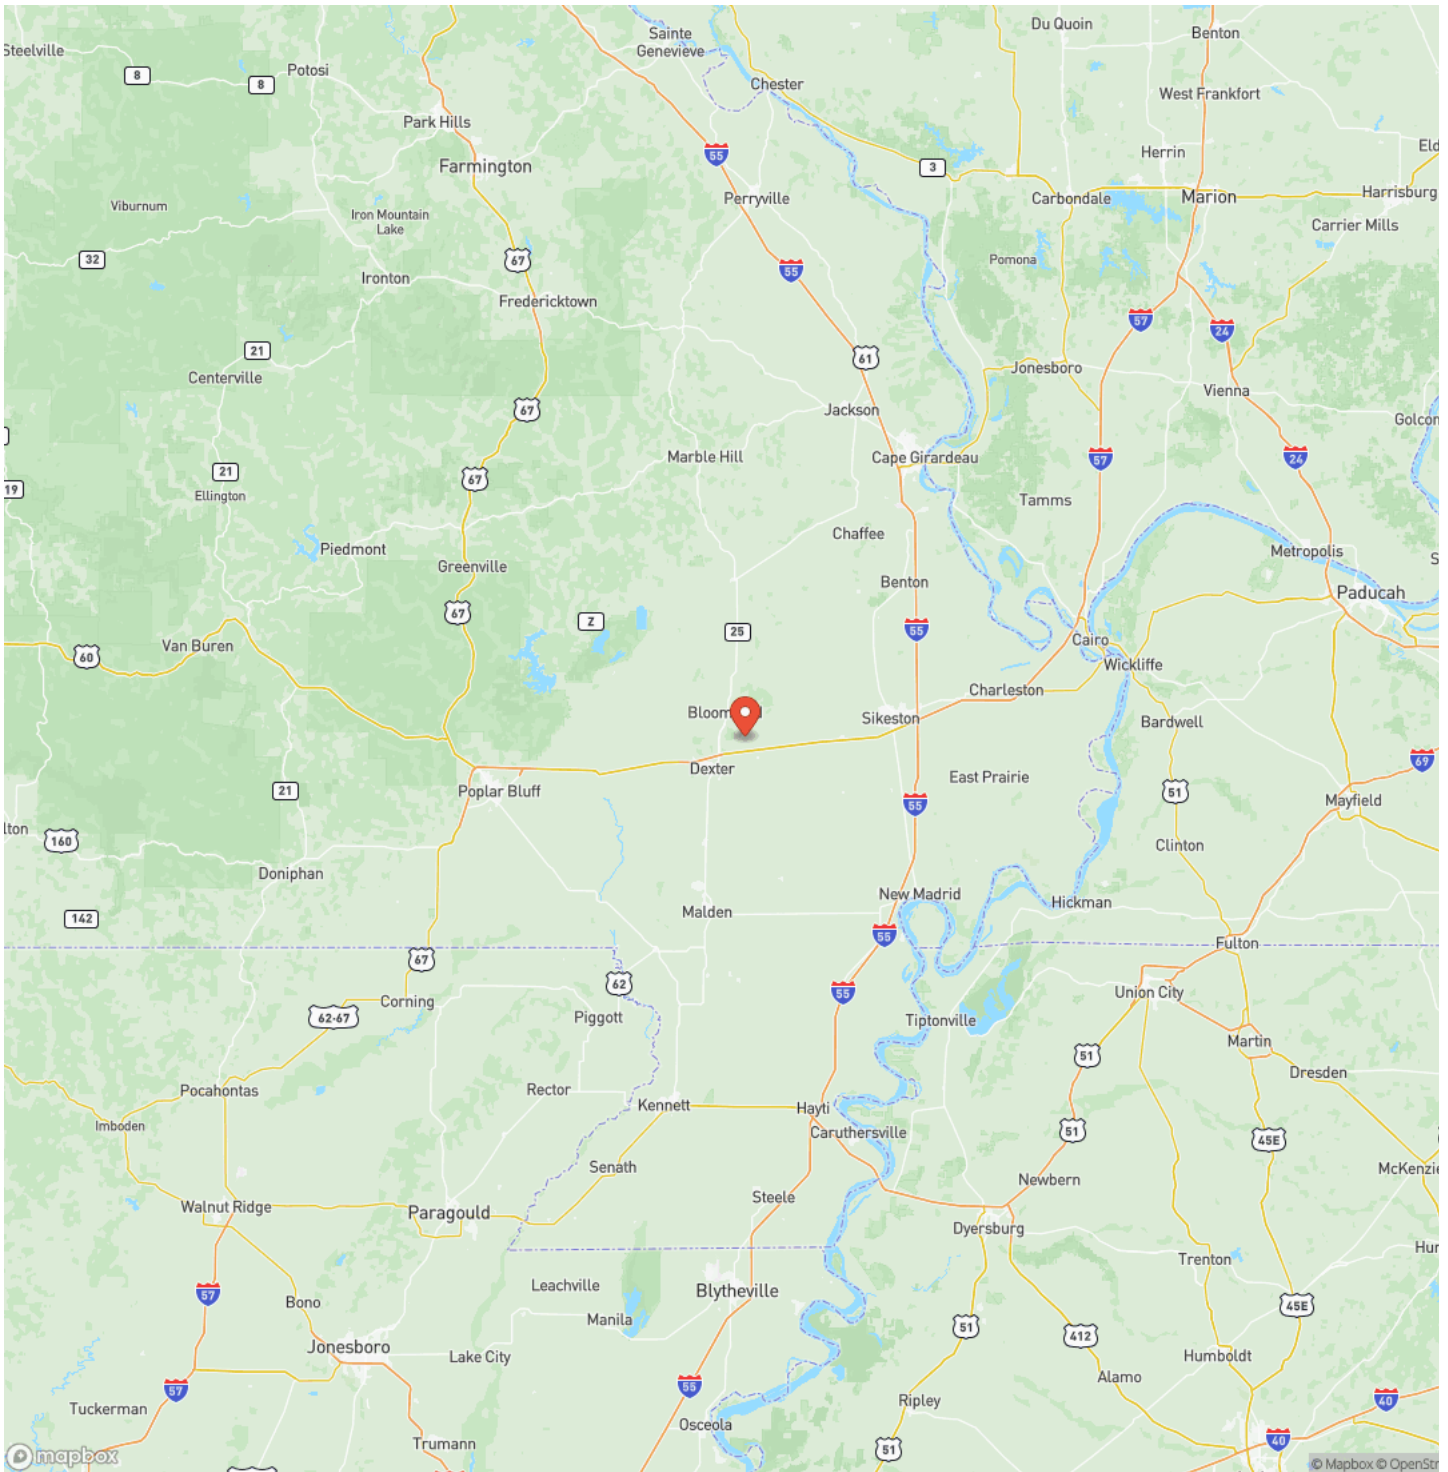 Sainte
Genevieve
Du Quoin
Benton
Steelville
Potosi
8
8
Chester
West Frankfort
Park Hills
Farmington
55
3
Herrin
Eld
Viburnum
Iron Mountain
Lake
Perryville
Carbondale
Marion
Harrisburg
Carrier Mills
32
67
Ironton
55
Pomona
Fredericktown
57
24
21
61
Centerville
Jonesboro
Vienna
67
Jackson
Golcon
Marble Hill
Cape Girardeau
57
24
21
67
19
Ellington
Tamms
Chaffee
Piedmont
Greenville
Metropolis
S
Benton
Paducah
67
Z
25
55
Cairo
Van Buren
60
Wickliffe
Charleston
Bloom
d
Sikeston
Bardwell
Dexter
69
East Prairie
21
Poplar Bluff
51
55
Mayfield
lton
160
Clinton
Doniphan
New Madrid
Hickman
142
Malden
55
Fulton
67
62
55
Union City
Corning
62-67
Piggott
Tiptonville
Martin
51
Dresden
Pocahontas
Rector
Kennett
Hayti
Imboden
Caruthersville
51
45E
Senath
McKenzie
Newbern
Steele
Walnut Ridge
Paragould
Dyersburg
Trenton
Hur
Leachville
Blytheville
57
Bono
45E
Manila
51
412
Jonesboro
Lake City
Humboldt
Alamo
57
55
40
Tuckerman
Ripley
Osceola
Trumann
40
51
mapbox
© Mapbox © OpenStr